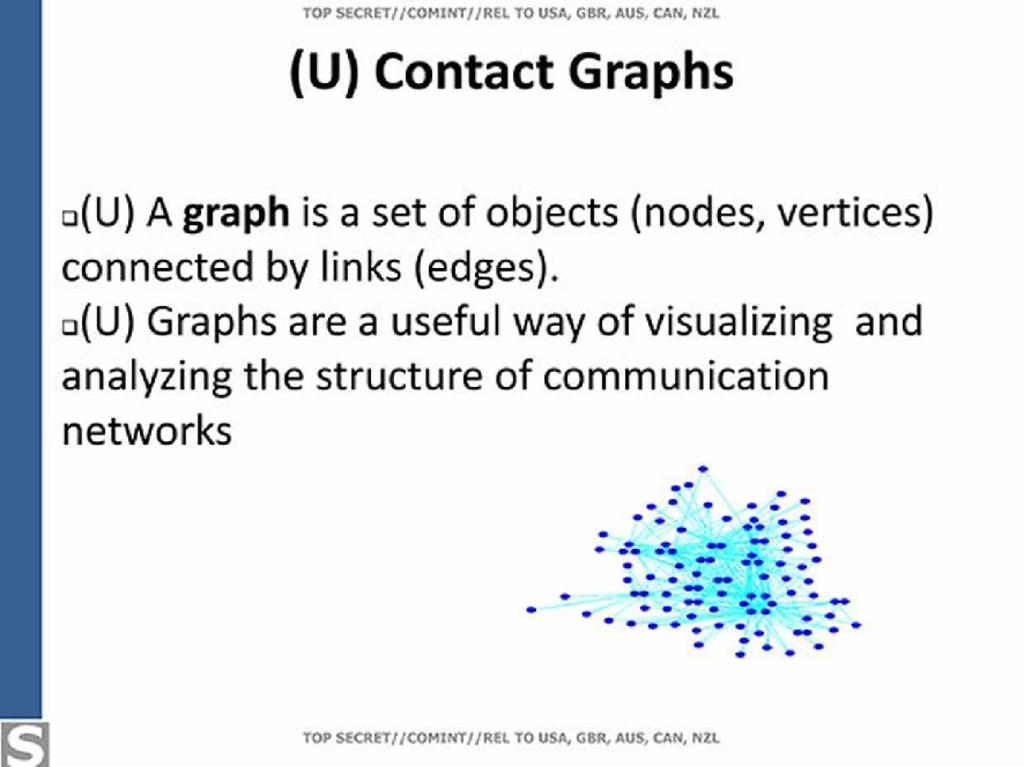 TOP SECRET//COMINT//REL TO USA, GBR, AUS, CAN, NZL
(U) Contact Graphs
❑(U) A graph is a set of objects (nodes, vertices)
connected by links (edges).
❑(U) Graphs are a useful way of visualizing  and
analyzing the structure of communication
networks
S
TOP SECRET//COMINT//REL TO USA, GBR, AUS, CAN, NZL